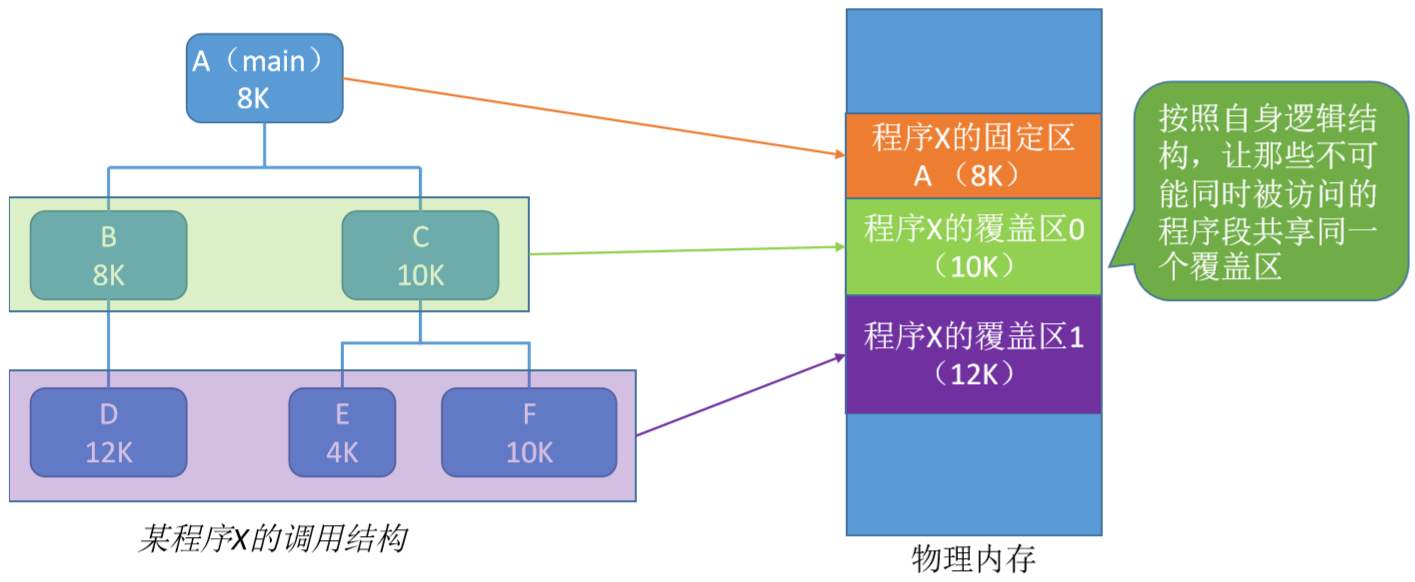 A（main）
8K
B
8K
C
10K
D
12K
E
4K
F
10K
某程序X的调用结构
程序X的固定区
A （8K）
程序X的覆盖区0
（10K）
程序X的覆盖区1
（12K）
物理内存
按照自身逻辑结
构，让那些不可
能同时被访问的
程序段共享同一
个覆盖区